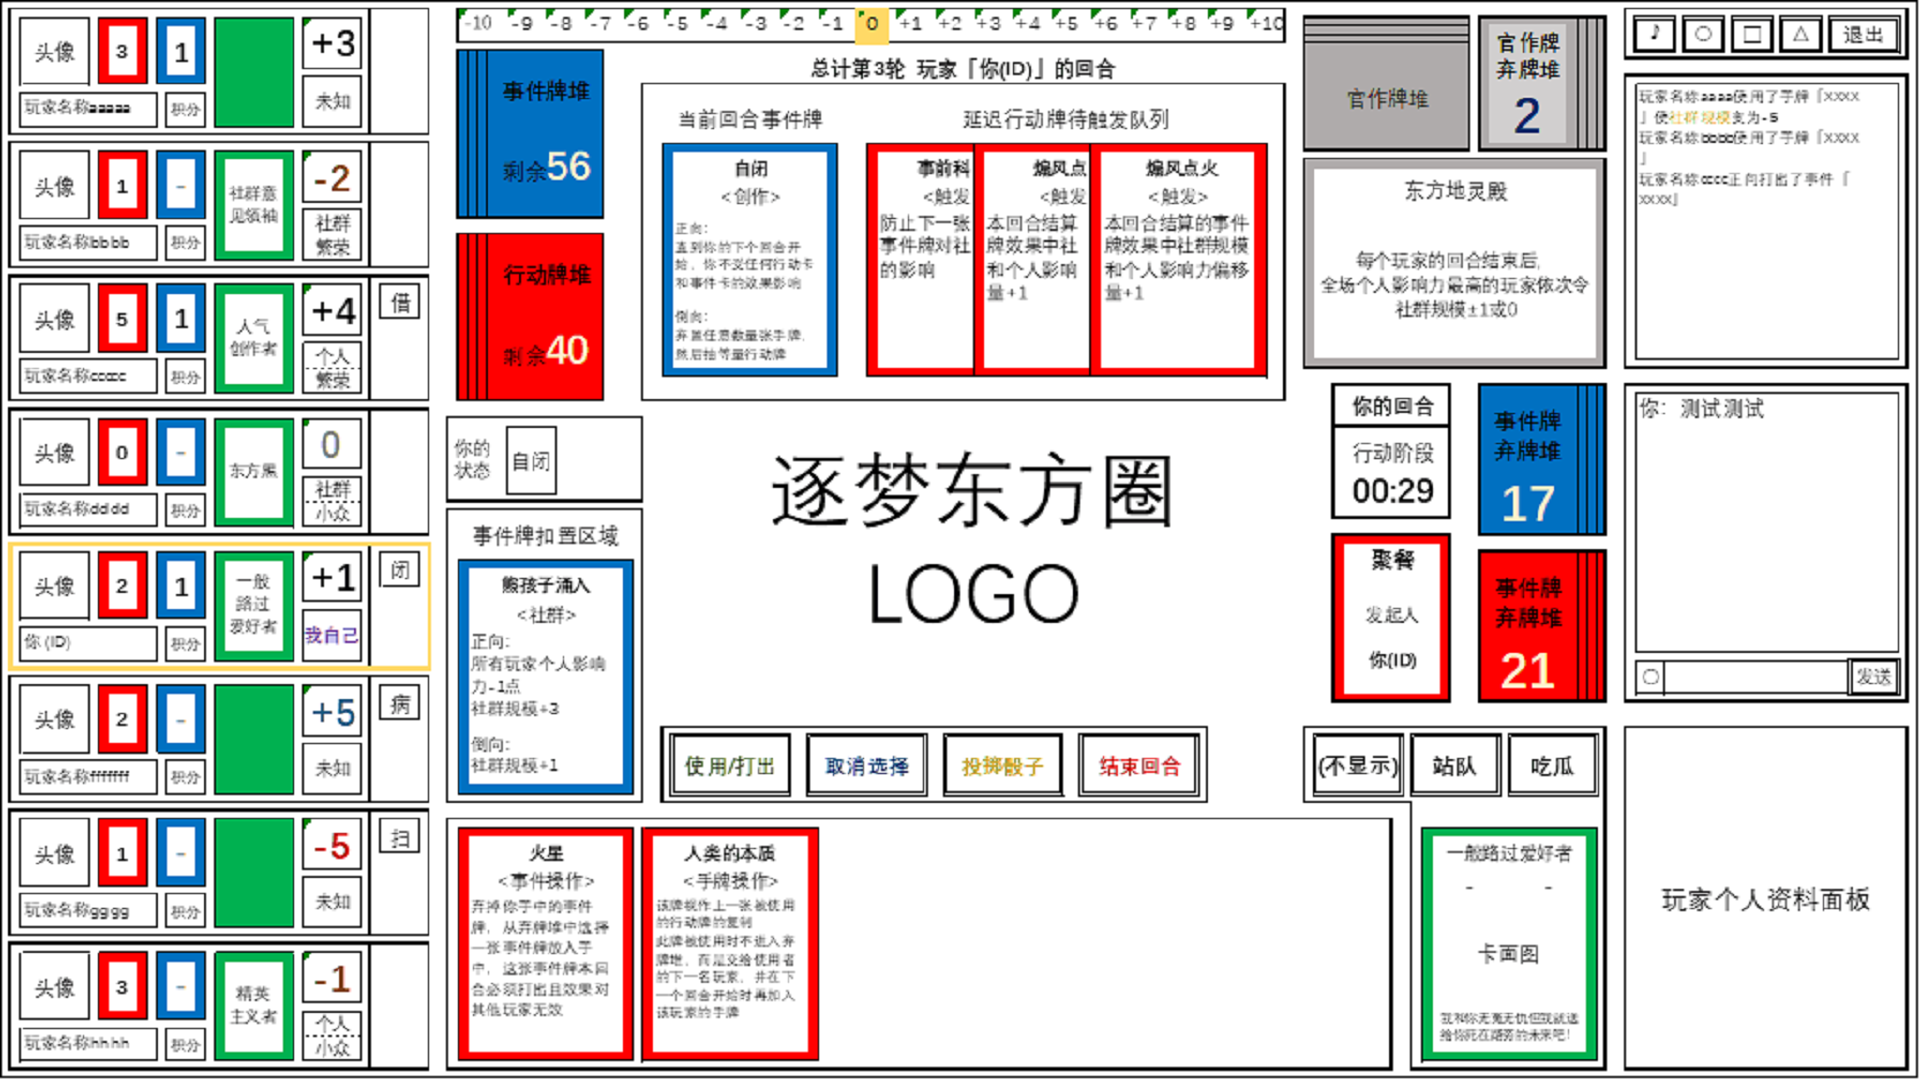 头像 3 1 +3
玩家名称aaaaa 积分 未知
头像 1 - 社群意见领袖 -2
玩家名称bbbb 积分 社群繁荣
头像 5 1 人气创作者 +4 借
玩家名称ccccc 积分 个人繁荣
头像 0 - 东方黑 0
玩家名称dddd 积分 社群小众
头像 2 1 一般路过爱好者 +1 闭
你(ID) 积分 我自己
头像 2 - +5 病
玩家名称fffffff 积分 未知
头像 1 - -5 扫
玩家名称gggg 积分 未知
头像 3 - 精英主义者 -1
玩家名称hhhh 积分 个人小众
-10 -9 -8 -7 -6 -5 -4 -3 -2 -1 0 +1 +2 +3 +4 +5 +6 +7 +8 +9 +10
总计第3轮 玩家「你(ID)」的回合
事件牌堆
剩余56
行动牌堆
剩余40
当前回合事件牌
自闭
<创作>
正向:
直到你的下个回合开
始，你不受任何行动卡
和事件卡的效果影响
倒向:
弃置任意数量张手牌，
然后抽等量行动牌
延迟行动牌待触发队列
事前科
<触发
防止下一张
事件牌对社
的影响
煽风点
<触发
本回合结算
牌效果中社
和个人影响
量+1
煽风点火
<触发>
本回合结算的事件
牌效果中社群规模
和个人影响力偏移
量+1
你的
状态
自闭
事件牌扣置区域
熊孩子涌入
<社群>
正向:
所有玩家个人影响
力-1点
社群规模+3
倒向:
社群规模+1
逐梦东方圈
LOGO
使用/打出
取消选择
投掷骰子
结束回合
火星
<事件操作>
弃掉你手中的事件
牌，从弃牌堆中选择
一张事件牌放入手
中，这张事件牌本回
合必须打出且效果对
其他玩家无效
人类的本质
<手牌操作>
该牌视作上一张被使用
的行动牌的复制
此牌被使用时不进入弃
牌堆，而是交给使用者
的下一名玩家，并在下
一个回合开始时再加入
该玩家的手牌
官作牌堆
官作牌
弃牌堆
2
东方地灵殿
每个玩家的回合结束后，
全场个人影响力最高的玩家依次令
社群规模±1或0
你的回合
行动阶段
00:29
事件牌
弃牌堆
17
聚餐
发起人
你(ID)
事件牌
弃牌堆
21
(不显示)
站队
吃瓜
一般路过爱好者
- -
卡面图
我和你无冤无仇但我就送
给你死在路旁的未来吧!
♪ ○ □ △ 退出
玩家名称aaaa使用了手牌「XXXX
」使社群规模变为-5
玩家名称bbbb使用了手牌「XXXX
」
玩家名称cccc正向打出了事件「
XXXX」
你：测试测试
○ 发送
玩家个人资料面板